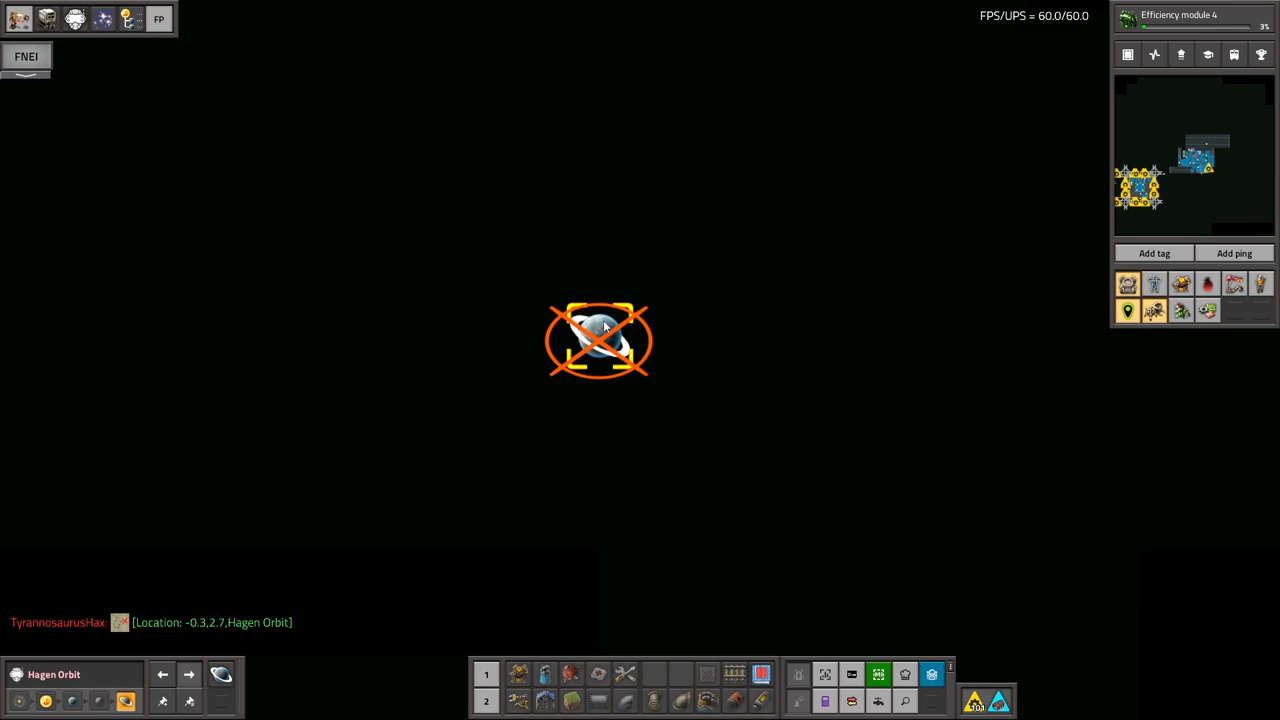 FP
FPS/UPS = 60.0/60.0
Efficiency module 4
3%
FNEI
Add tag
Add ping
TyrannosaurusHax: [Location: -0.3,2.7,Hagen Orbit]
Hagen Orbit
1
2
101